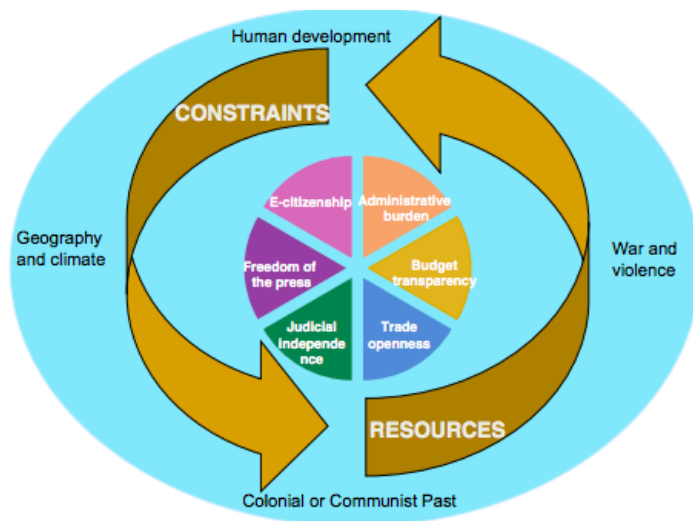 Human development
CONSTRAINTS
E-citizenship
Administrative
burden
Geography
and climate
Freedom of
the press
Budget
transparency
War and
violence
Judicial
Independe
nce
Trade
openness
RESOURCES
Colonial or Communist Past